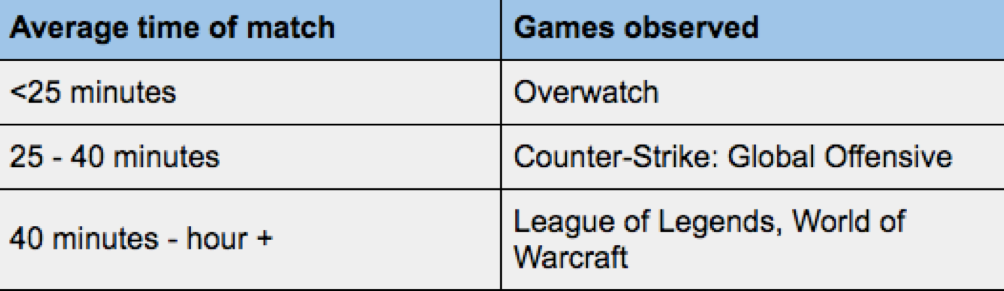 Average time of match
Games observed
<25 minutes
Overwatch
25 - 40 minutes
Counter-Strike: Global Offensive
40 minutes - hour +
League of Legends, World of
Warcraft